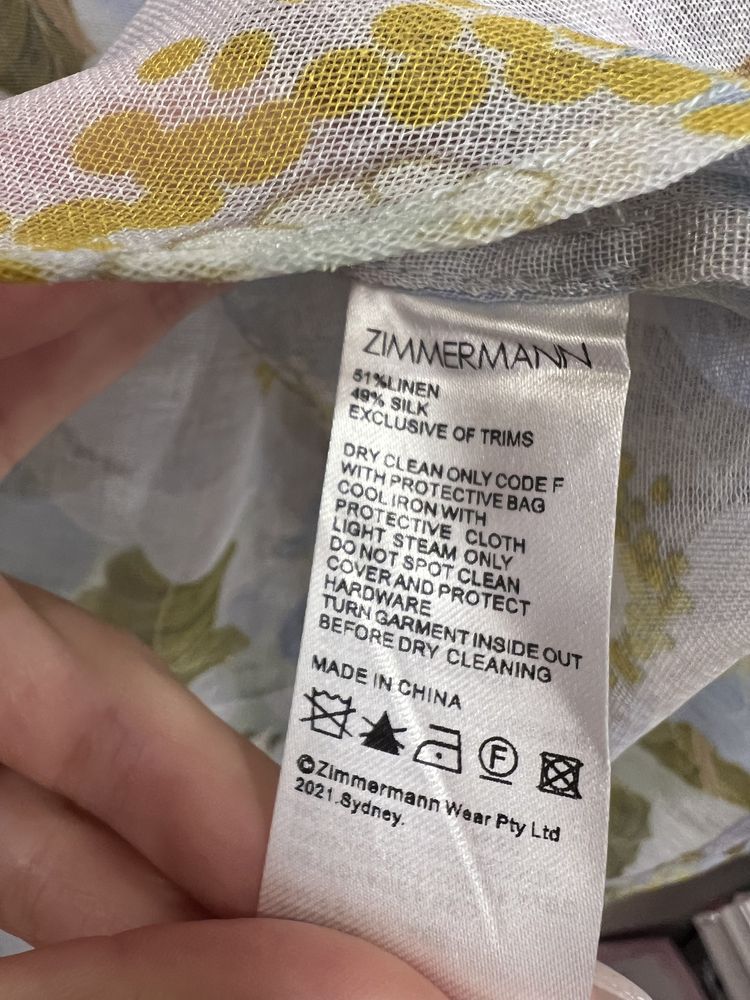 ZIMMERMANN
51%LINEN
49% SILK
EXCLUSIVE OF TRIMS
DRY CLEAN ONLY CODE F
WITH PROTECTIVE BAG
COOL IRON WITH
PROTECTIVE CLOTH
LIGHT STEAM ONLY
DO NOT SPOT CLEAN
COVER AND PROTECT
HARDWARE
TURN GARMENT INSIDE OUT
BEFORE DRY CLEANING
MADE IN CHINA
F
©Zimmermann Wear Pty Ltd
2021.Sydney.